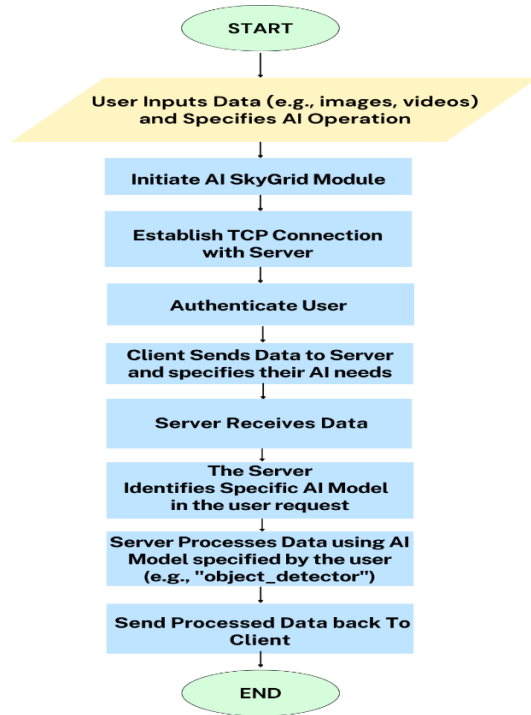 START
User Inputs Data (e.g., images, videos)
and Specifies AI Operation
Initiate AI SkyGrid Module
Establish TCP Connection
with Server
Authenticate User
Client Sends Data to Server
and specifies their AI needs
Server Receives Data
The Server
Identifies Specific AI Model
in the user request
Server Processes Data using AI
Model specified by the user
(e.g., "object_detector")
Send Processed Data back To
Client
END